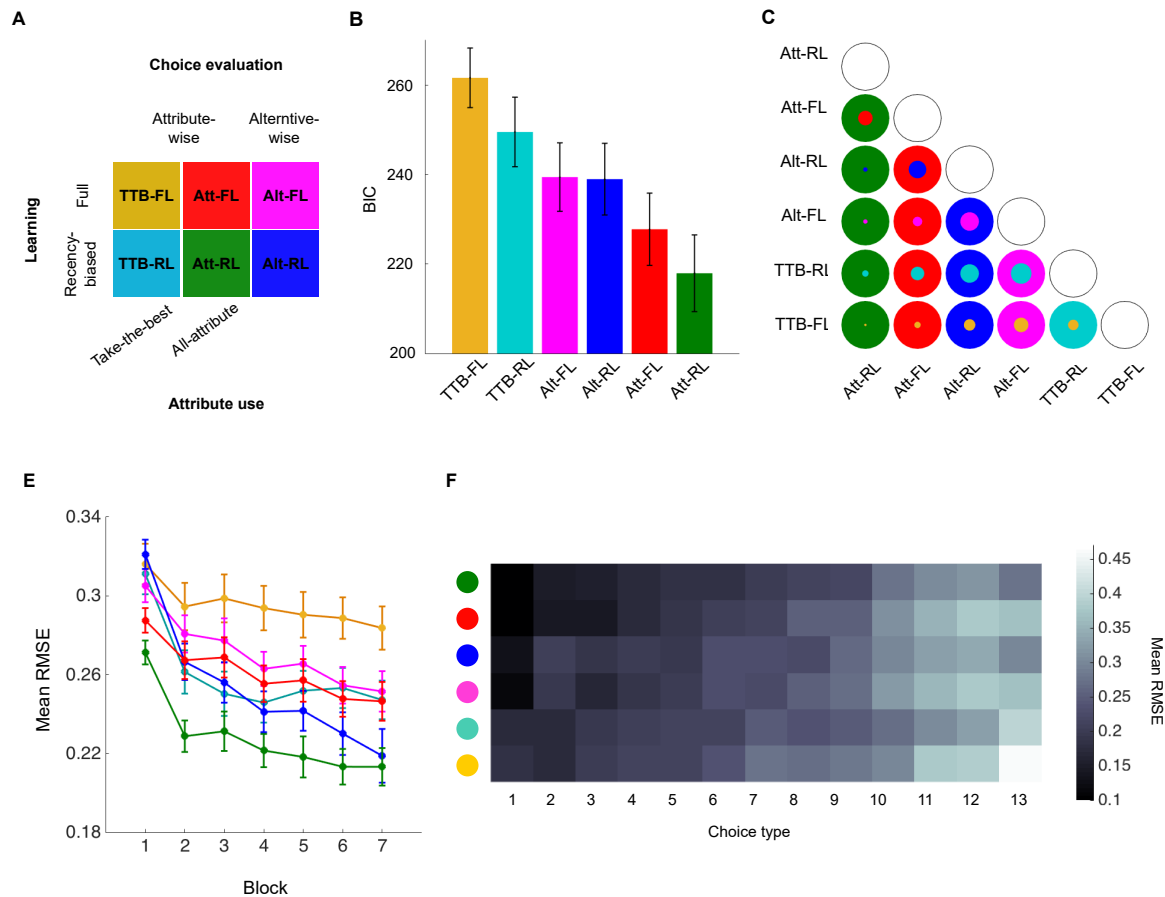 A
Choice evaluation
Attribute-
wise
Alterntive-
wise
Learning
Full
Recency-
biased
TTB-FL
Att-FL
Alt-FL
TTB-RL
Att-RL
Alt-RL
Take-the-best
All-attribute
Attribute use
B
BIC
260
240
220
200
TTB-FL
TTB-RL
Alt-FL
Alt-RL
Att-FL
Att-RL
C
Att-RL
Att-FL
Alt-RL
Alt-FL
TTB-RL
TTB-FL
Att-RL
Att-FL
Alt-RL
Alt-FL
TTB-RL
TTB-FL
E
Mean RMSE
0.34
0.3
0.26
0.22
0.18
1 2 3 4 5 6 7
Block
F
1 2 3 4 5 6 7 8 9 10 11 12 13
Choice type
0.45
0.4
0.35
0.3
0.25
0.2
0.15
0.1
Mean RMSE